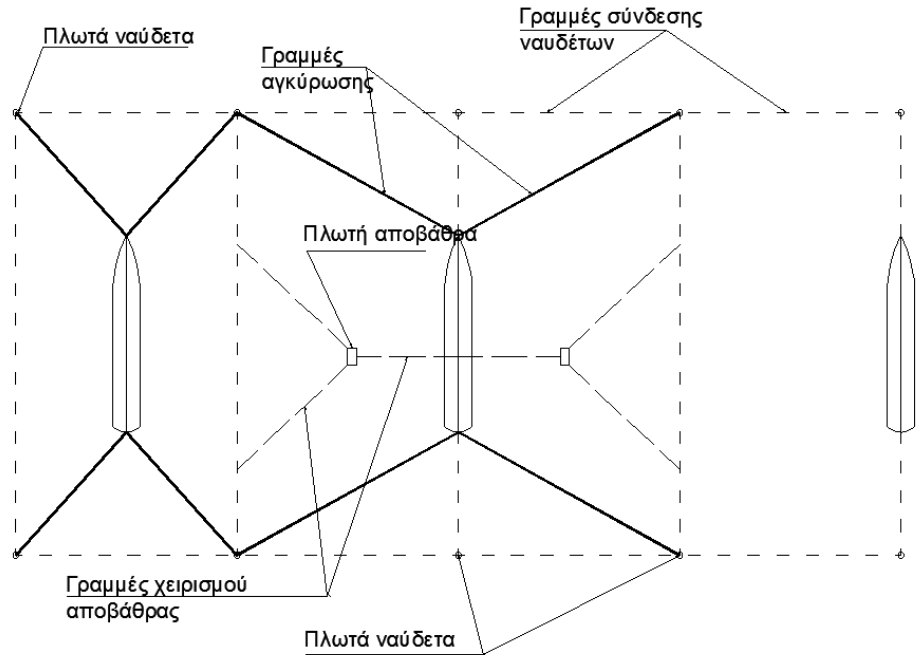 Πλωτά ναύδετα
Γραμμές
αγκύρωσης
Γραμμές σύνδεσης
ναυδέτων
Πλωτή αποβάθρα
Γραμμές χειρισμού
αποβάθρας
Πλωτά ναύδετα